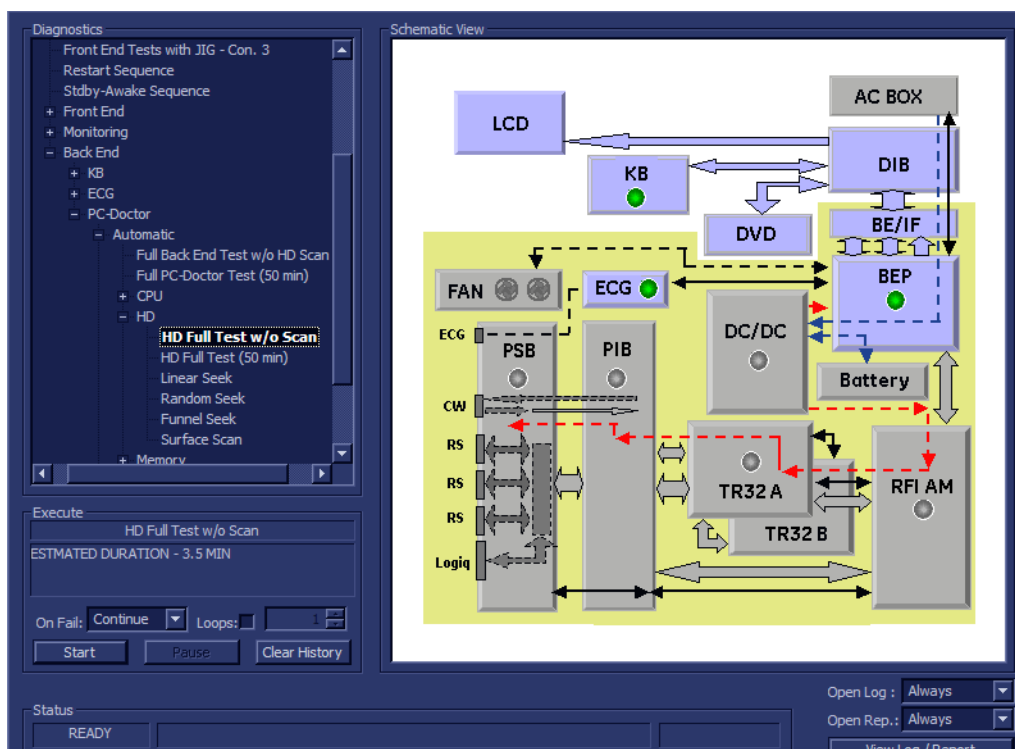 Diagnostics
Front End Tests with JIG - Con. 3
Restart Sequence
Stdby-Awake Sequence
Front End
Monitoring
Back End
KB
ECG
PC-Doctor
Automatic
Full Back End Test w/o HD Scan
Full PC-Doctor Test (50 min)
CPU
HD
HD Full Test w/o Scan
HD Full Test (50 min)
Linear Seek
Random Seek
Funnel Seek
Surface Scan
Memory
Execute
HD Full Test w/o Scan
ESTMATED DURATION - 3.5 MIN
On Fail: Continue Loops: 1
Start Pause Clear History
Schematic View
AC BOX
LCD
DIB
KB
DVD
BE/IF
BEP
FAN
ECG
DC/DC
ECG
PSB
PIB
Battery
CW
RS
RS
RS
Logiq
TR32 A
TR32 B
RFI AM
Status
READY
Open Log : Always
Open Rep.: Always
View Log / Report